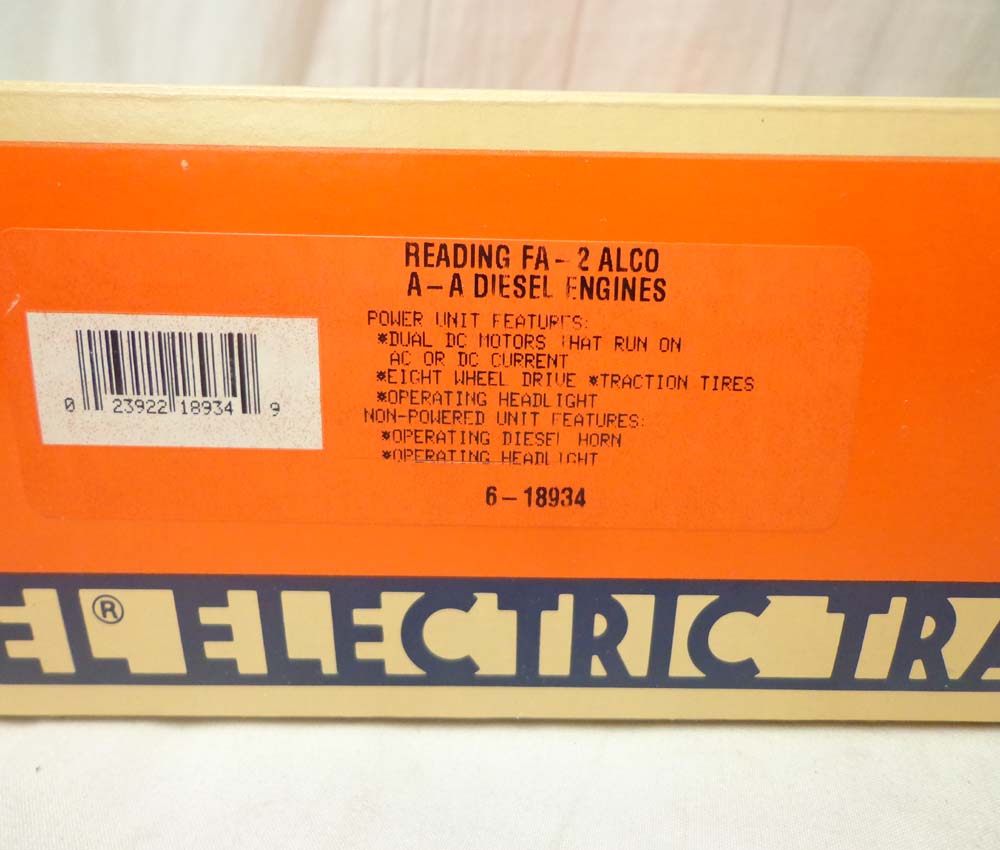 READING FA-2 ALCO
A-A DIESEL ENGINES
POWER UNIT FEATURES:
*DUAL DC MOTORS THAT RUN ON
AC OR DC CURRENT
*EIGHT WHEEL DRIVE *TRACTION TIRES
*OPERATING HEADLIGHT
NON-POWERED UNIT FEATURES:
*OPERATING DIESEL HORN
*OPERATING HEADLIGHT
6-18934
0 23922 18934 9
EL® ELECTRIC TRA